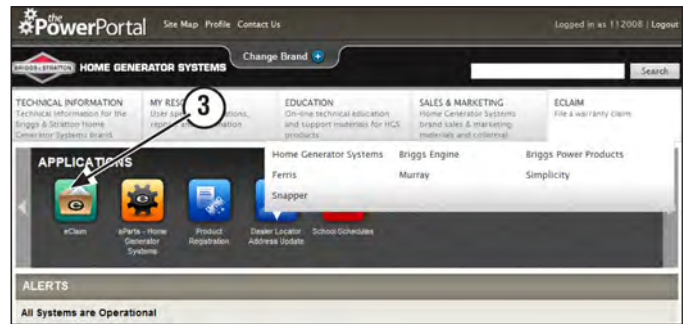 the
PowerPortal
Site Map Profile Contact Us
Logged in as 112008 | Logout
BRIGGS & STRATTON HOME GENERATOR SYSTEMS
Change Brand +
Search
TECHNICAL INFORMATION
Technical Information for the
Briggs & Stratton Home
Generator Systems brand.
MY RES
User sp
3
EDUCATION
On-line technical education
and support materials for HGS
products
SALES & MARKETING
Home Generator Systems
brand sales & marketing
materials and collateral
ECLAIM
File a warranty claim
Home Generator Systems Briggs Engine Briggs Power Products
Ferris Murray Simplicity
Snapper
APPLICATIONS
eClaim
eParts - Home
Generator
Systems
Product
Registration
Dealer Locator
Address Update
School Schedules
ALERTS
All Systems are Operational